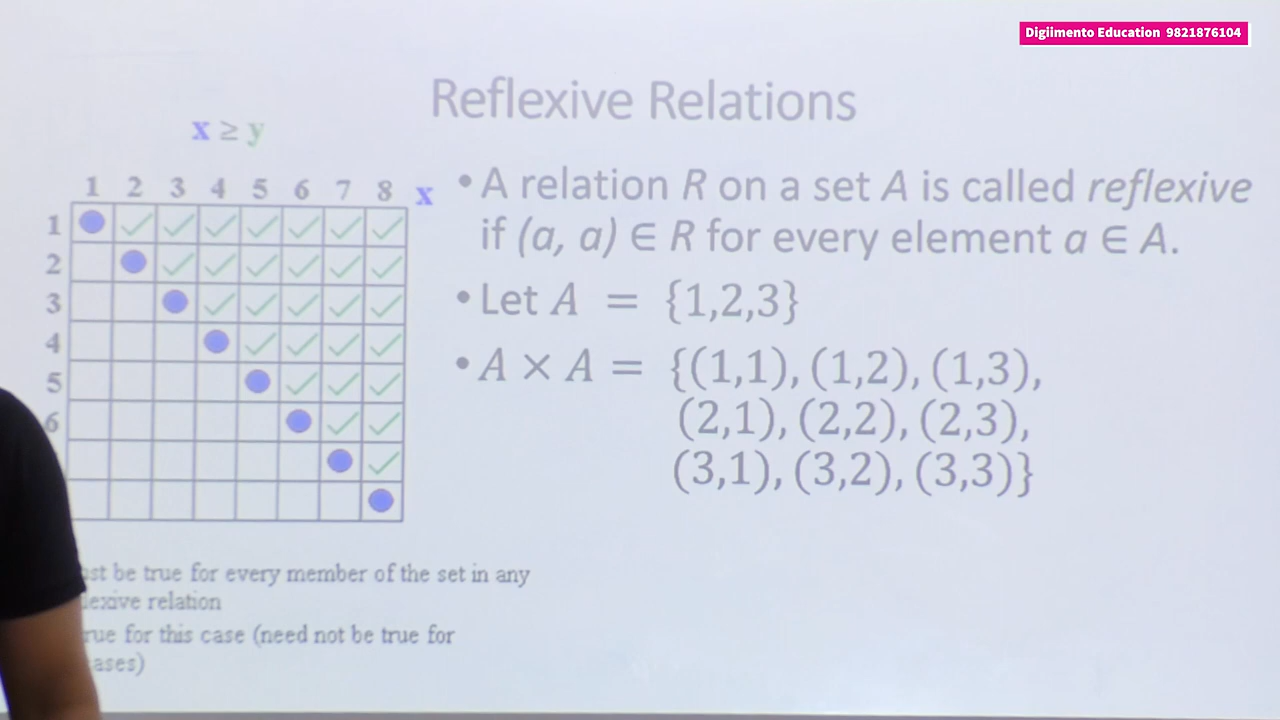 Digiimento Education 9821876104
Reflexive Relations
x ≥ y
1 2 3 4 5 6 7 8 x
1
2
3
4
5
6
• A relation R on a set A is called reflexive
if (a, a) ∈ R for every element a ∈ A.
• Let A = {1,2,3}
• A × A = {(1,1), (1,2), (1,3),
(2,1), (2,2), (2,3),
(3,1), (3,2), (3,3)}
be true for every member of the set in any
relation
for this case (need not be true for